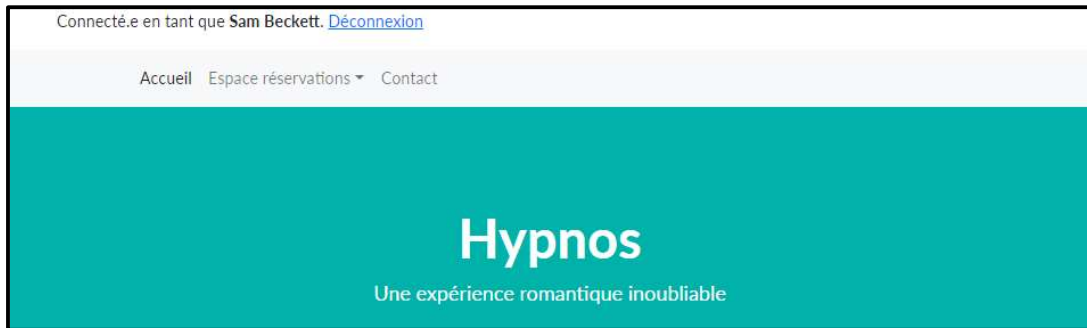 Connecté.e en tant que Sam Beckett. Déconnexion
Accueil Espace réservations Contact
Hypnos
Une expérience romantique inoubliable